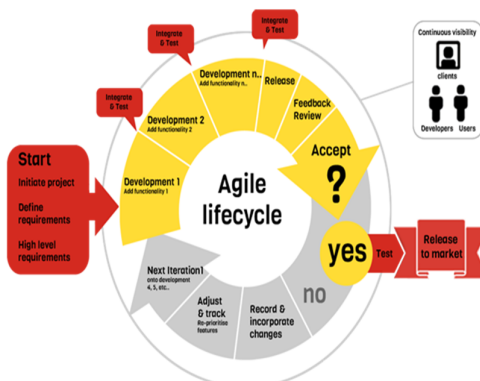 Integrate
& Test
Integrate
& Test
Integrate
& Test
Continuous visibility
clients
Developers Users
Start
Initiate project
Define
requirements
High level
requirements
Development 1
Add functionality 1
Development 2
Add functionality 2
Development n..
Add functionality n..
Release
Feedback
Review
Accept
?
Agile
lifecycle
yes
Test
Release
to market
no
Record &
incorporate
changes
Adjust
& track
Re-prioritise
features
Next Iteration1
onto development
4, 5, etc..